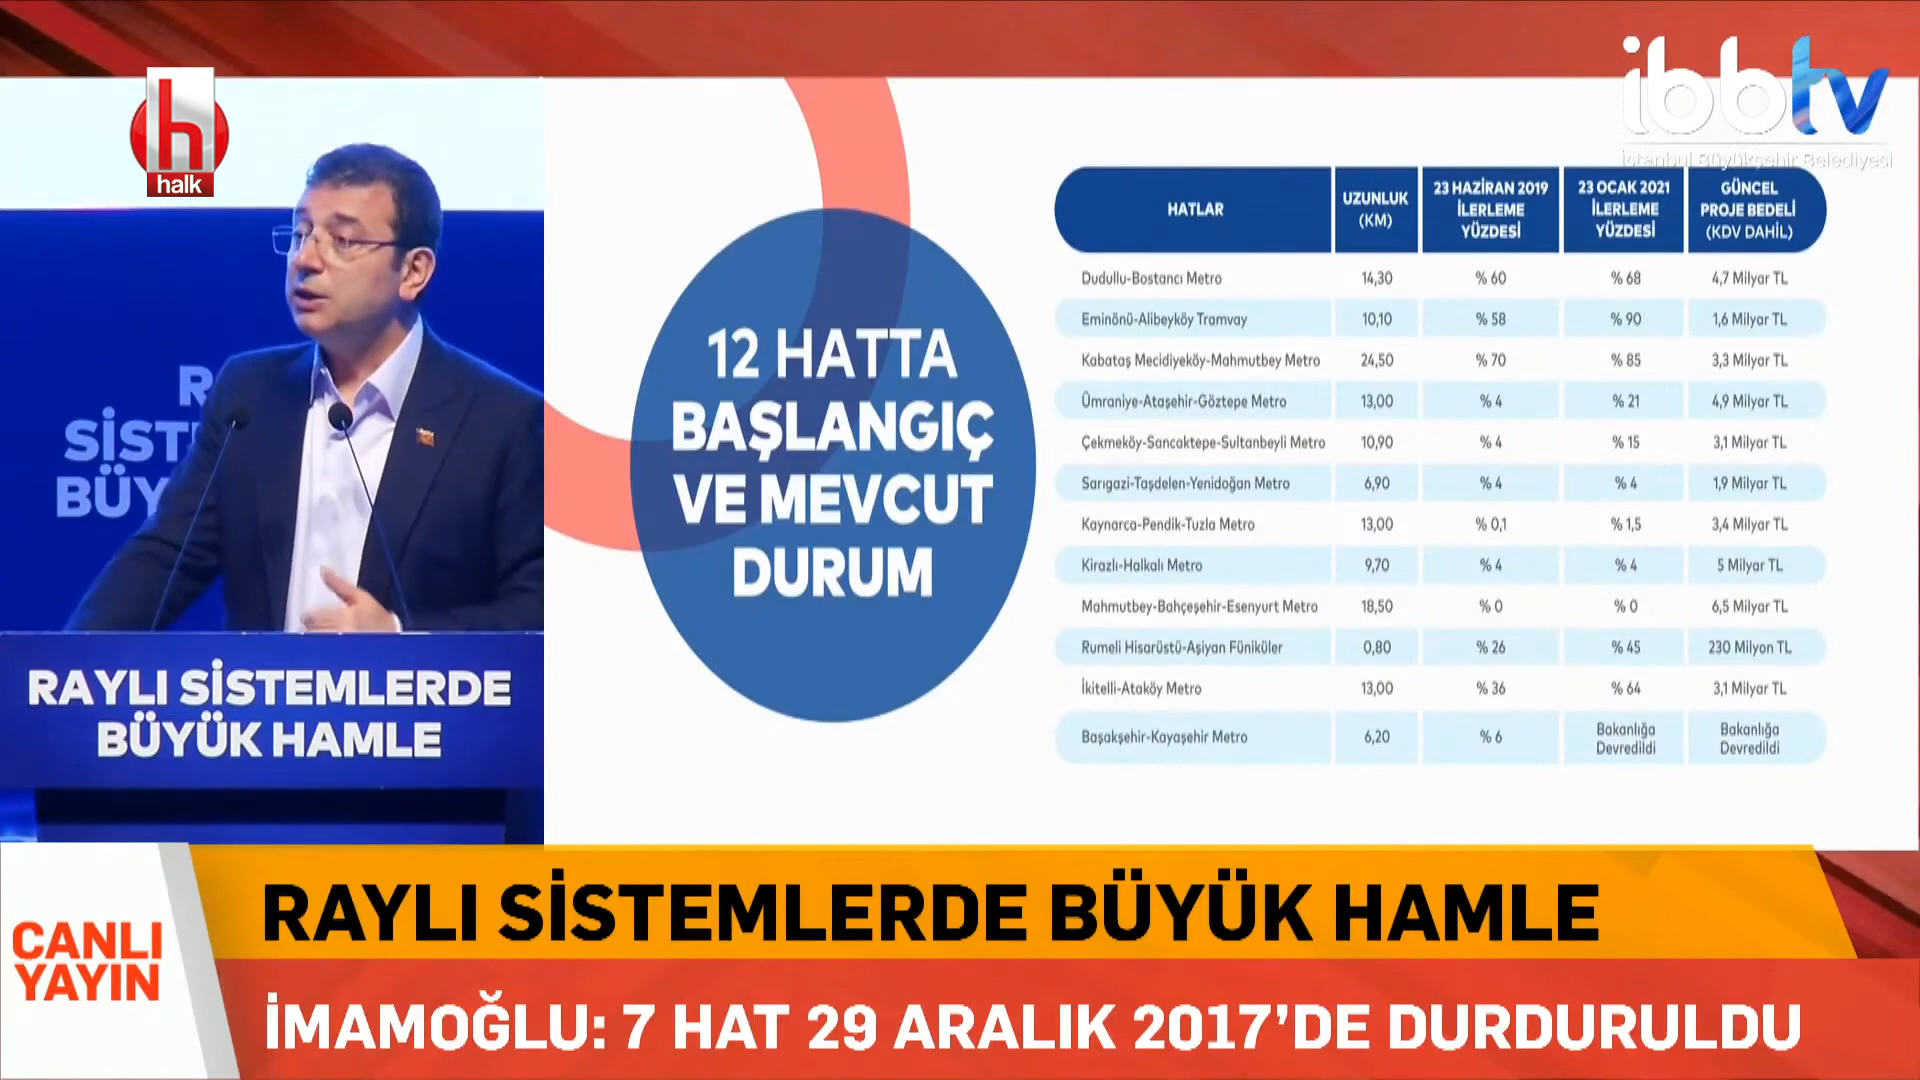 h
halk
ibbtv
İstanbul Büyükşehir Belediyesi
SİST
BÜY
RAYLI SİSTEMLERDE
BÜYÜK HAMLE
12 HATTA
BAŞLANGIÇ
VE MEVCUT
DURUM
HATLAR UZUNLUK (KM) 23 HAZİRAN 2019 İLERLEME YÜZDESİ 23 OCAK 2021 İLERLEME YÜZDESİ GÜNCEL PROJE BEDELİ (KDV DAHİL)
Dudullu-Bostancı Metro 14,30 % 60 % 68 4,7 Milyar TL
Eminönü-Alibeyköy Tramvay 10,10 % 58 % 90 1,6 Milyar TL
Kabataş Mecidiyeköy-Mahmutbey Metro 24,50 % 70 % 85 3,3 Milyar TL
Ümraniye-Ataşehir-Göztepe Metro 13,00 % 4 % 21 4,9 Milyar TL
Çekmeköy-Sancaktepe-Sultanbeyli Metro 10,90 % 4 % 15 3,1 Milyar TL
Sarıgazi-Taşdelen-Yenidoğan Metro 6,90 % 4 % 4 1,9 Milyar TL
Kaynarca-Pendik-Tuzla Metro 13,00 % 0,1 % 1,5 3,4 Milyar TL
Kirazlı-Halkalı Metro 9,70 % 4 % 4 5 Milyar TL
Mahmutbey-Bahçeşehir-Esenyurt Metro 18,50 % 0 % 0 6,5 Milyar TL
Rumeli Hisarüstü-Aşiyan Füniküler 0,80 % 26 % 45 230 Milyon TL
İkitelli-Ataköy Metro 13,00 % 36 % 64 3,1 Milyar TL
Başakşehir-Kayaşehir Metro 6,20 % 6 Bakanlığa Devredildi Bakanlığa Devredildi
CANLI
YAYIN
RAYLI SİSTEMLERDE BÜYÜK HAMLE
İMAMOĞLU: 7 HAT 29 ARALIK 2017'DE DURDURULDU